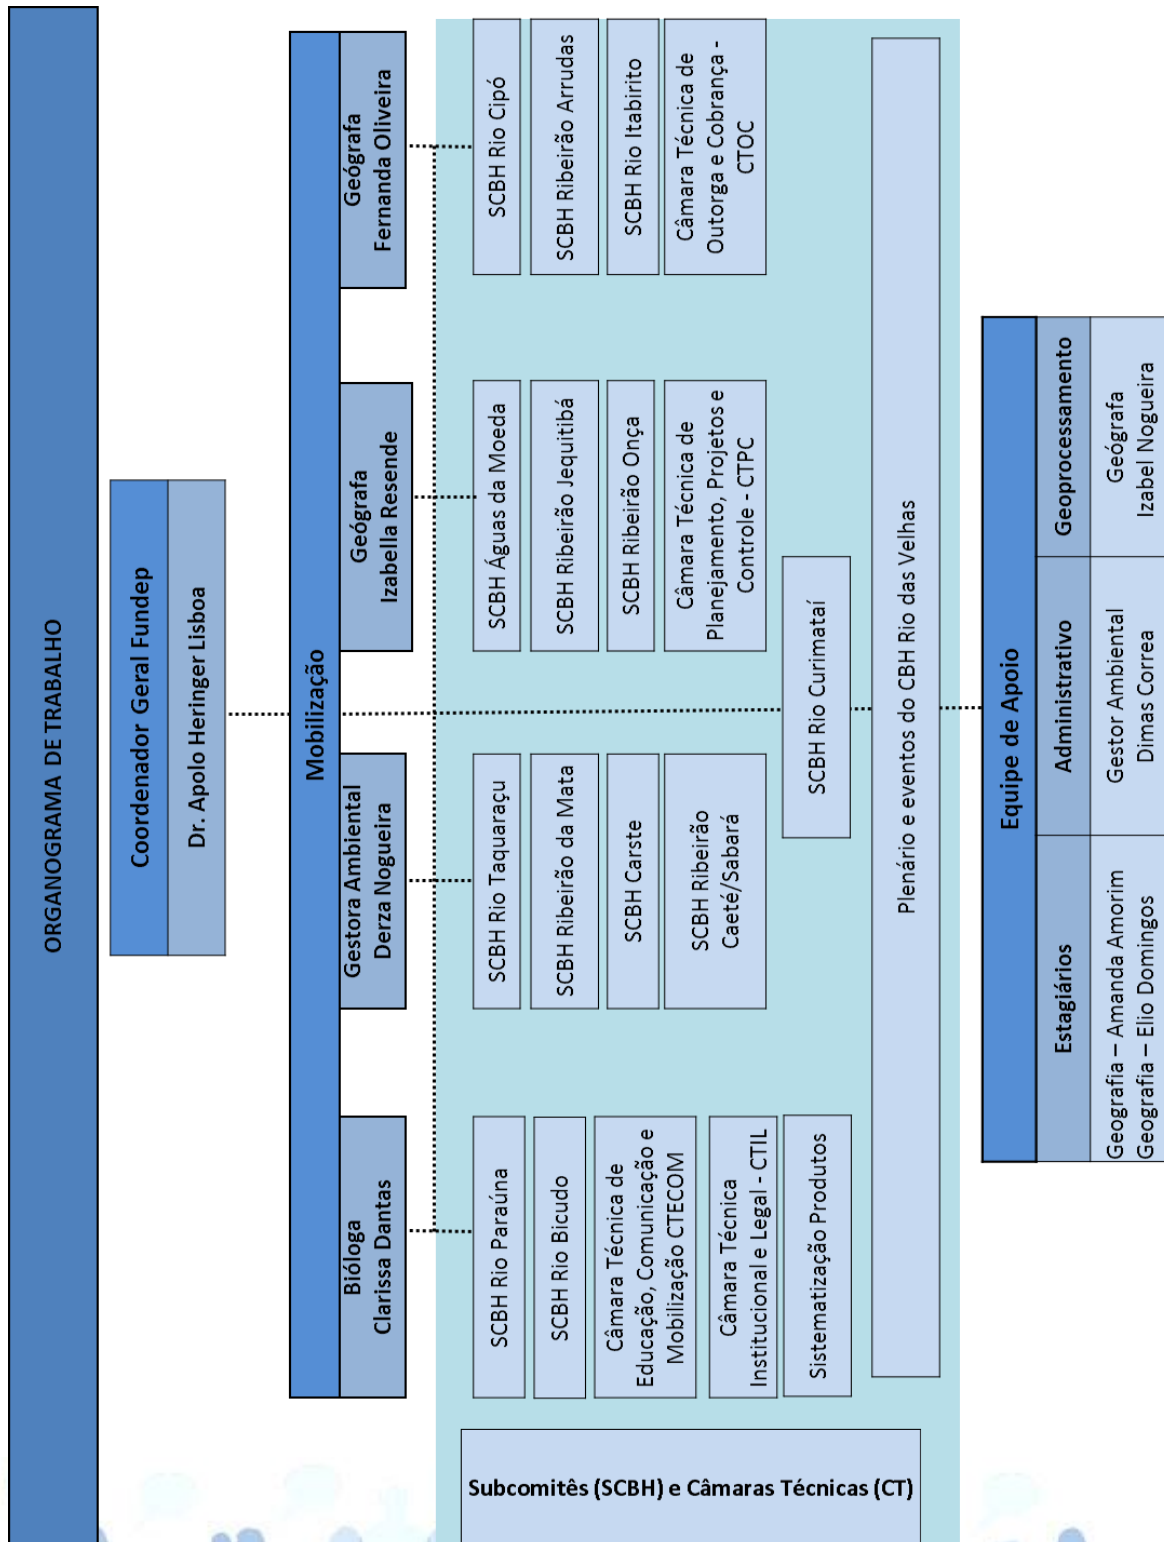 ORGANOGRAMA DE TRABALHO
Coordenador Geral Fundep
Dr. Apolo Heringer Lisboa
Mobilização
Bióloga
Clarissa Dantas
Gestora Ambiental
Derza Nogueira
Geógrafa
Izabella Resende
Geógrafa
Fernanda Oliveira
Subcomitês (SCBH) e Câmaras Técnicas (CT)
SCBH Rio Paraúna
SCBH Rio Bicudo
Câmara Técnica de
Educação, Comunicação e
Mobilização CTECOM
Câmara Técnica
Institucional e Legal - CTIL
Sistematização Produtos
SCBH Rio Taquaraçu
SCBH Ribeirão da Mata
SCBH Carste
SCBH Ribeirão
Caeté/Sabará
SCBH Águas da Moeda
SCBH Ribeirão Jequitibá
SCBH Ribeirão Onça
Câmara Técnica de
Planejamento, Projetos e
Controle - CTPC
SCBH Rio Cipó
SCBH Ribeirão Arrudas
SCBH Rio Itabirito
Câmara Técnica de
Outorga e Cobrança -
CTOC
SCBH Rio Curimataí
Plenário e eventos do CBH Rio das Velhas
Equipe de Apoio
Estagiários
Geografia – Amanda Amorim
Geografia – Elio Domingos
Administrativo
Gestor Ambiental
Dimas Correa
Geoprocessamento
Geógrafa
Izabel Nogueira